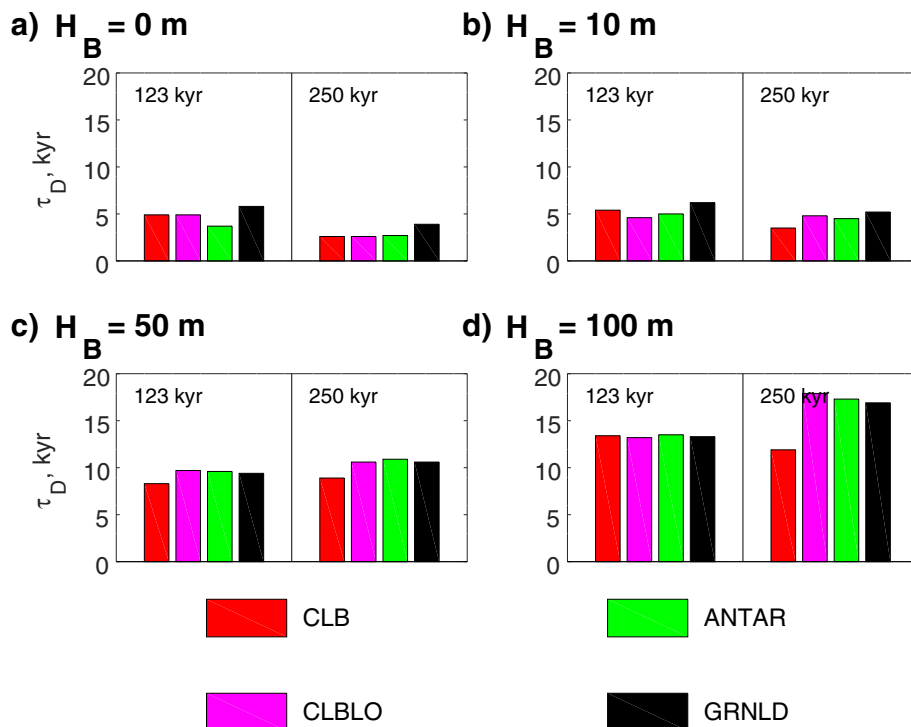 a) H_B = 0 m
b) H_B = 10 m
20
15
10
5
0
τ_D, kyr
123 kyr
250 kyr
20
15
10
5
0
123 kyr
250 kyr
c) H_B = 50 m
d) H_B = 100 m
20
15
10
5
0
τ_D, kyr
123 kyr
250 kyr
20
15
10
5
0
123 kyr
250 kyr
CLB
ANTAR
CLBLO
GRNLD